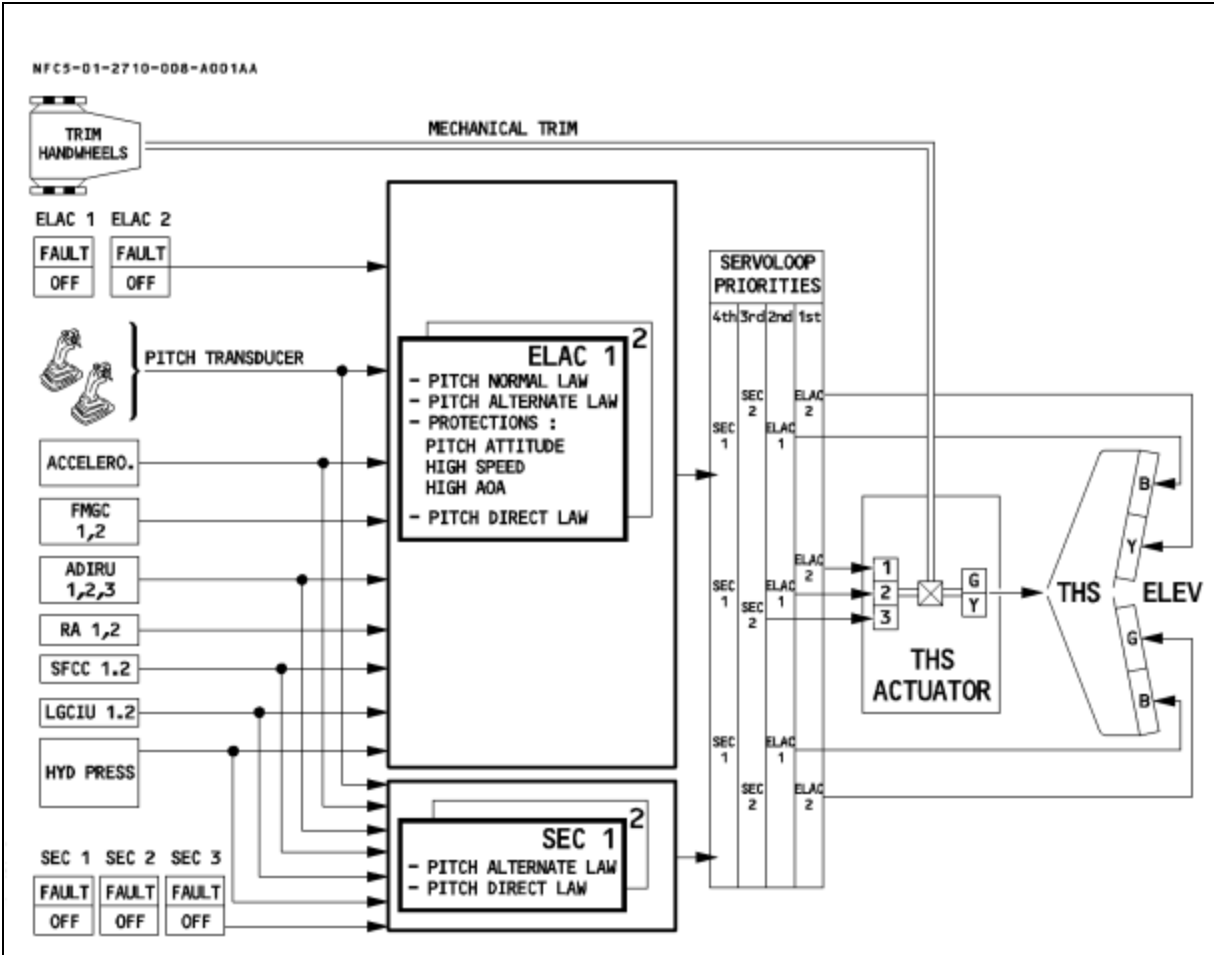 NFC5-01-2710-008-A001AA
TRIM
HANDWHEELS
MECHANICAL TRIM
ELAC 1 ELAC 2
FAULT FAULT
OFF OFF
PITCH TRANSDUCER
ACCELERO.
FMGC
1,2
ADIRU
1,2,3
RA 1,2
SFCC 1.2
LGCIU 1.2
HYD PRESS
SEC 1 SEC 2 SEC 3
FAULT FAULT FAULT
OFF OFF OFF
2
ELAC 1
- PITCH NORMAL LAW
- PITCH ALTERNATE LAW
- PROTECTIONS :
PITCH ATTITUDE
HIGH SPEED
HIGH AOA
- PITCH DIRECT LAW
2
SEC 1
- PITCH ALTERNATE LAW
- PITCH DIRECT LAW
SERVOLOOP
PRIORITIES
4th 3rd 2nd 1st
SEC ELAC
2 2
SEC ELAC
1 1
ELAC
2
SEC ELAC
1 1
SEC
2
SEC ELAC
1 1
SEC ELAC
2 2
1
2
3
G
Y
THS
ACTUATOR
B
Y
THS ELEV
G
B